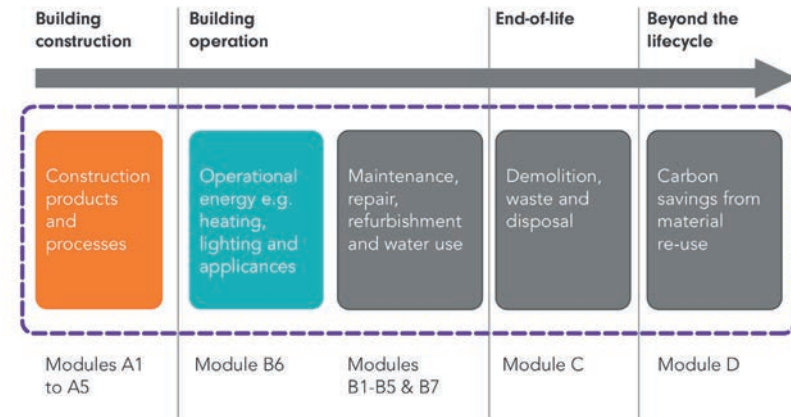 Building
construction
Building
operation
End-of-life
Beyond the
lifecycle
Construction
products
and
processes
Operational
energy e.g.
heating,
lighting and
applicances
Maintenance,
repair,
refurbishment
and water use
Demolition,
waste and
disposal
Carbon
savings from
material
re-use
Modules A1
to A5
Module B6
Modules
B1-B5 & B7
Module C
Module D